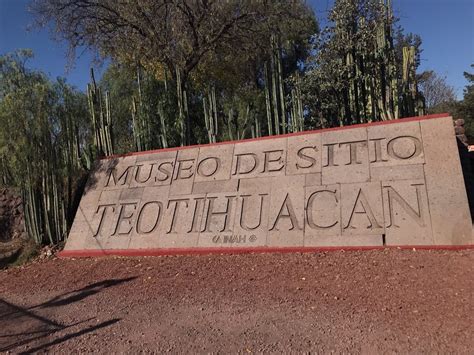 MUSEO DE SITIO
TEOTIHUACAN
INAH